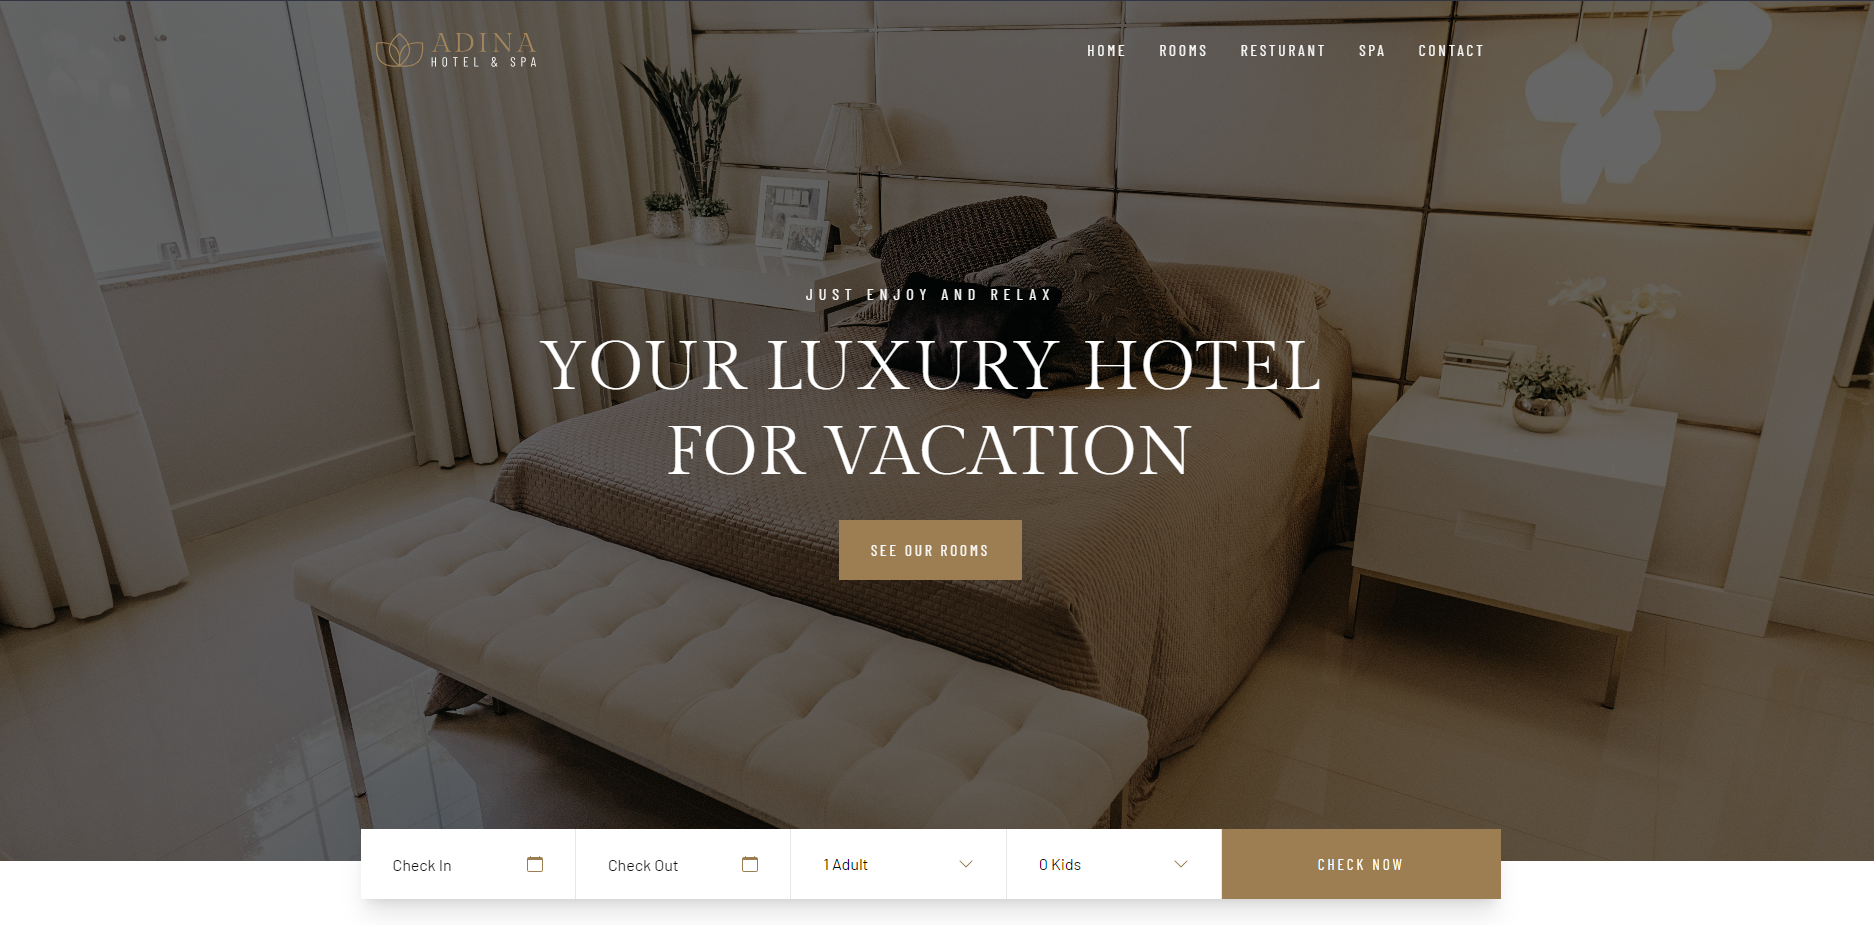 ADINA
HOTEL & SPA
HOME ROOMS RESTURANT SPA CONTACT
JUST ENJOY AND RELAX
YOUR LUXURY HOTEL
FOR VACATION
SEE OUR ROOMS
Check In Check Out 1 Adult 0 Kids CHECK NOW